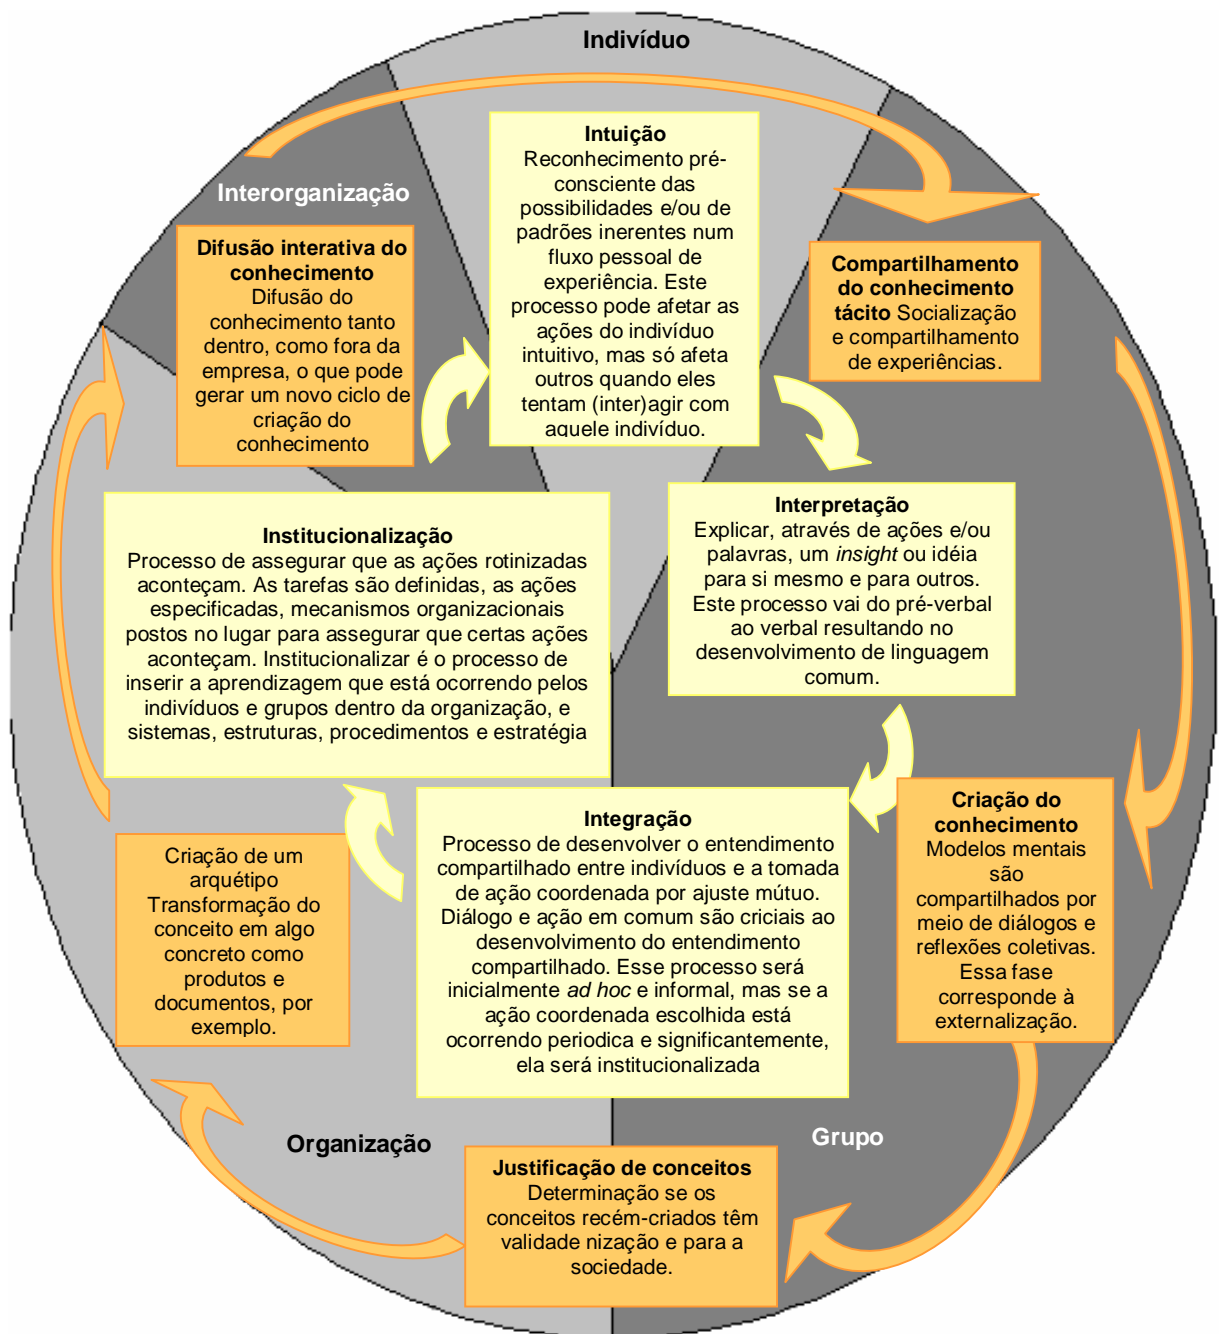 Indivíduo
Intuição
Reconhecimento pré-
consciente das
possibilidades e/ou de
padrões inerentes num
fluxo pessoal de
experiência. Este
processo pode afetar as
ações do indivíduo
intuitivo, mas só afeta
outros quando eles
tentam (inter)agir com
aquele indivíduo.
Interorganização
Difusão interativa do
conhecimento
Difusão do
conhecimento tanto
dentro, como fora da
empresa, o que pode
gerar um novo ciclo de
criação do
conhecimento
Compartilhamento
do conhecimento
tácito Socialização
e compartilhamento
de experiências.
Interpretação
Explicar, através de ações e/ou
palavras, um insight ou idéia
para si mesmo e para outros.
Este processo vai do pré-verbal
ao verbal resultando no
desenvolvimento de linguagem
comum.
Institucionalização
Processo de assegurar que as ações rotinizadas
aconteçam. As tarefas são definidas, as ações
especificadas, mecanismos organizacionais
postos no lugar para assegurar que certas ações
aconteçam. Institucionalizar é o processo de
inserir a aprendizagem que está ocorrendo pelos
indivíduos e grupos dentro da organização, e
sistemas, estruturas, procedimentos e estratégia
Integração
Processo de desenvolver o entendimento
compartilhado entre indivíduos e a tomada
de ação coordenada por ajuste mútuo.
Diálogo e ação em comum são criciais ao
desenvolvimento do entendimento
compartilhado. Esse processo será
inicialmente ad hoc e informal, mas se a
ação coordenada escolhida está
ocorrendo periodica e significantemente,
ela será institucionalizada
Criação do
conhecimento
Modelos mentais
são
compartilhados por
meio de diálogos e
reflexões coletivas.
Essa fase
corresponde à
externalização.
Criação de um
arquétipo
Transformação do
conceito em algo
concreto como
produtos e
documentos, por
exemplo.
Organização
Grupo
Justificação de conceitos
Determinação se os
conceitos recém-criados têm
validade nização e para a
sociedade.